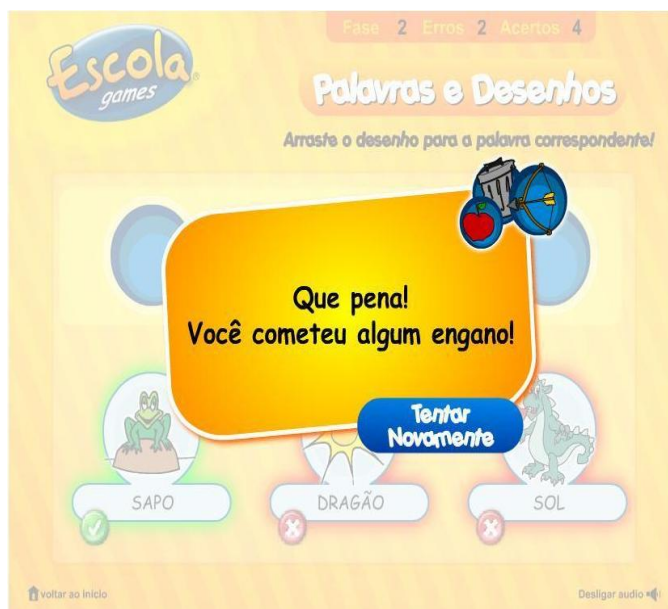 Fase 2 Erros 2 Acertos 4
Escola
games
Palavras e Desenhos
Arraste o desenho para a palavra correspondente!
Que pena!
Você cometeu algum engano!
Tentar
Novamente
SAPO DRAGÃO SOL
voltar ao início Desligar audio